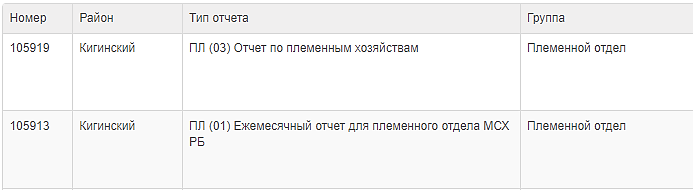 Номер Район Тип отчета Группа
105919 Кигинский ПЛ (03) Отчет по племенным хозяйствам Племенной отдел
105913 Кигинский ПЛ (01) Ежемесячный отчет для племенного отдела МСХ Племенной отдел
РБ